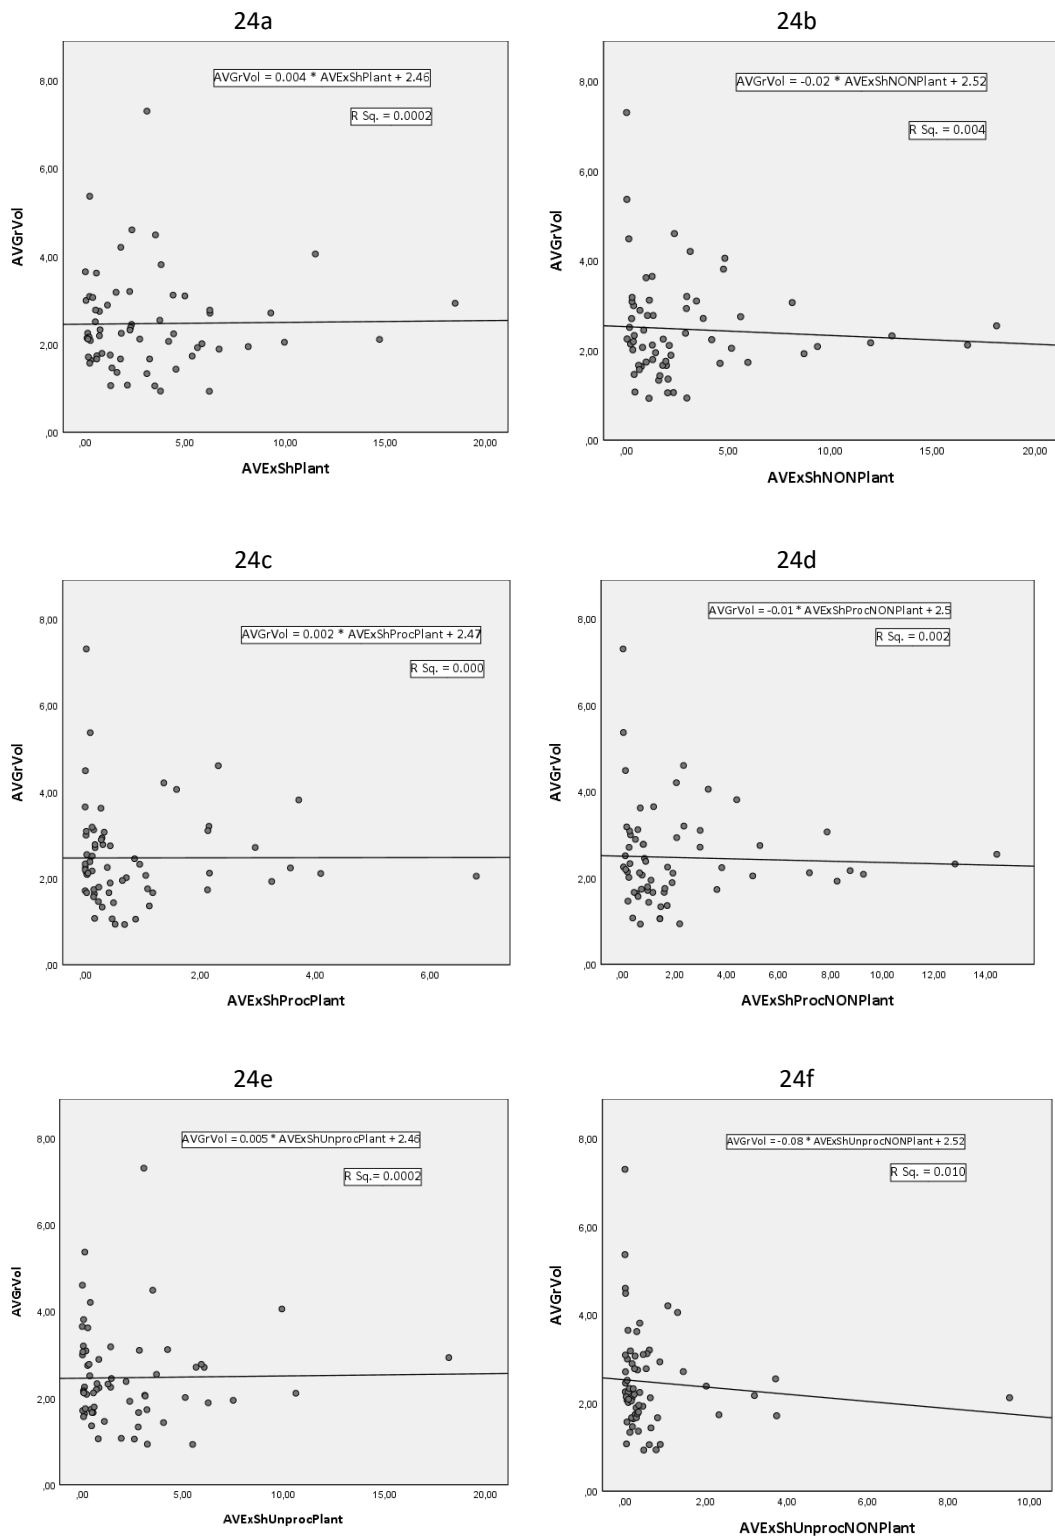 24a
AVGrVol = 0.004 * AVExShPlant + 2.46
R Sq. = 0.0002
8,00
6,00
4,00
2,00
,00
AVGrVol
,00 5,00 10,00 15,00 20,00
AVExShPlant
24b
AVGrVol = -0.02 * AVExShNONPlant + 2.52
R Sq. = 0.004
8,00
6,00
4,00
2,00
,00
AVGrVol
,00 5,00 10,00 15,00 20,00
AVExShNONPlant
24c
AVGrVol = 0.002 * AVExShProcPlant + 2.47
R Sq. = 0.000
8,00
6,00
4,00
2,00
,00
AVGrVol
,00 2,00 4,00 6,00
AVExShProcPlant
24d
AVGrVol = -0.01 * AVExShProcNONPlant + 2.5
R Sq. = 0.002
8,00
6,00
4,00
2,00
,00
AVGrVol
,00 2,00 4,00 6,00 8,00 10,00 12,00 14,00
AVExShProcNONPlant
24e
AVGrVol = 0.005 * AVExShUnprocPlant + 2.46
R Sq.= 0.0002
8,00
6,00
4,00
2,00
,00
AVGrVol
,00 5,00 10,00 15,00 20,00
AVExShUnprocPlant
24f
AVGrVol = -0.08 * AVExShUnprocNONPlant + 2.52
R Sq. = 0.010
8,00
6,00
4,00
2,00
,00
AVGrVol
,00 2,00 4,00 6,00 8,00 10,00
AVExShUnprocNONPlant